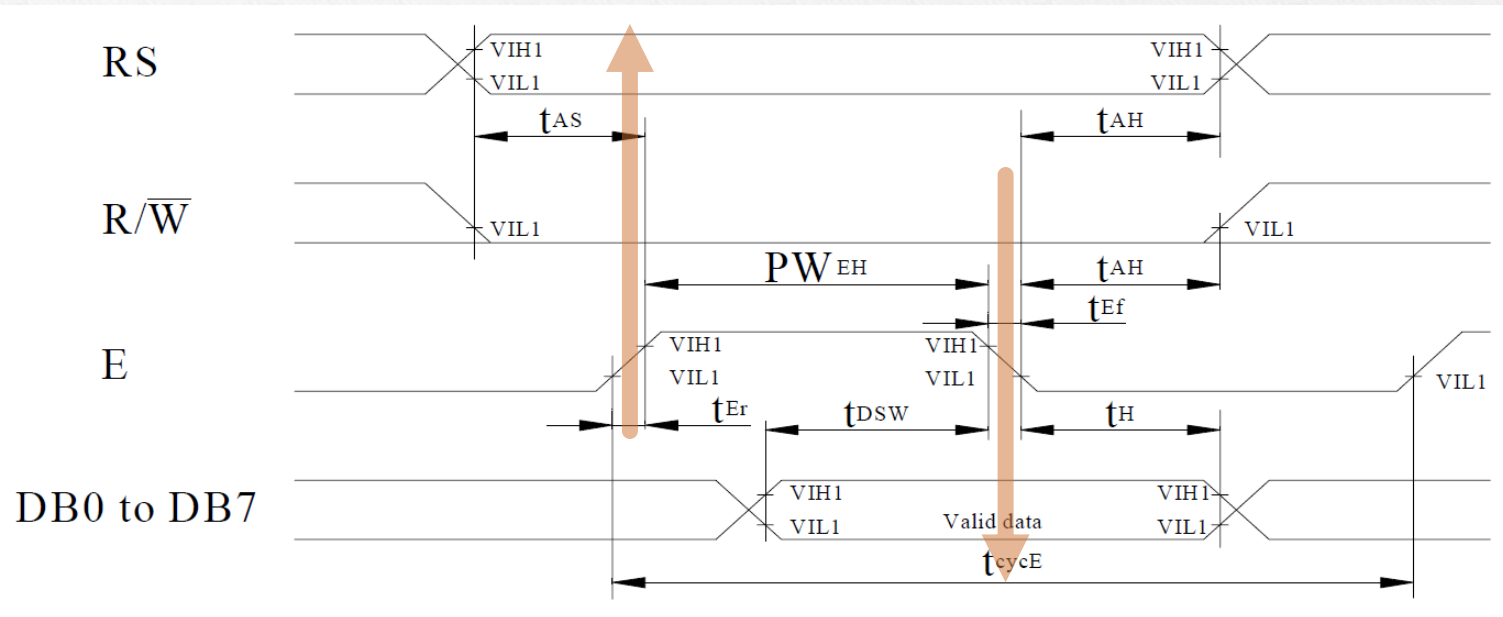 RS
VIH1
VIL1
VIH1
VIL1
tAS
tAH
R/W̅
VIL1
VIL1
PWEH
tAH
tEf
E
VIH1
VIL1
VIH1
VIL1
VIL1
tEr
tDSW
tH
DB0 to DB7
VIH1
VIL1
Valid data
VIH1
VIL1
tcycE